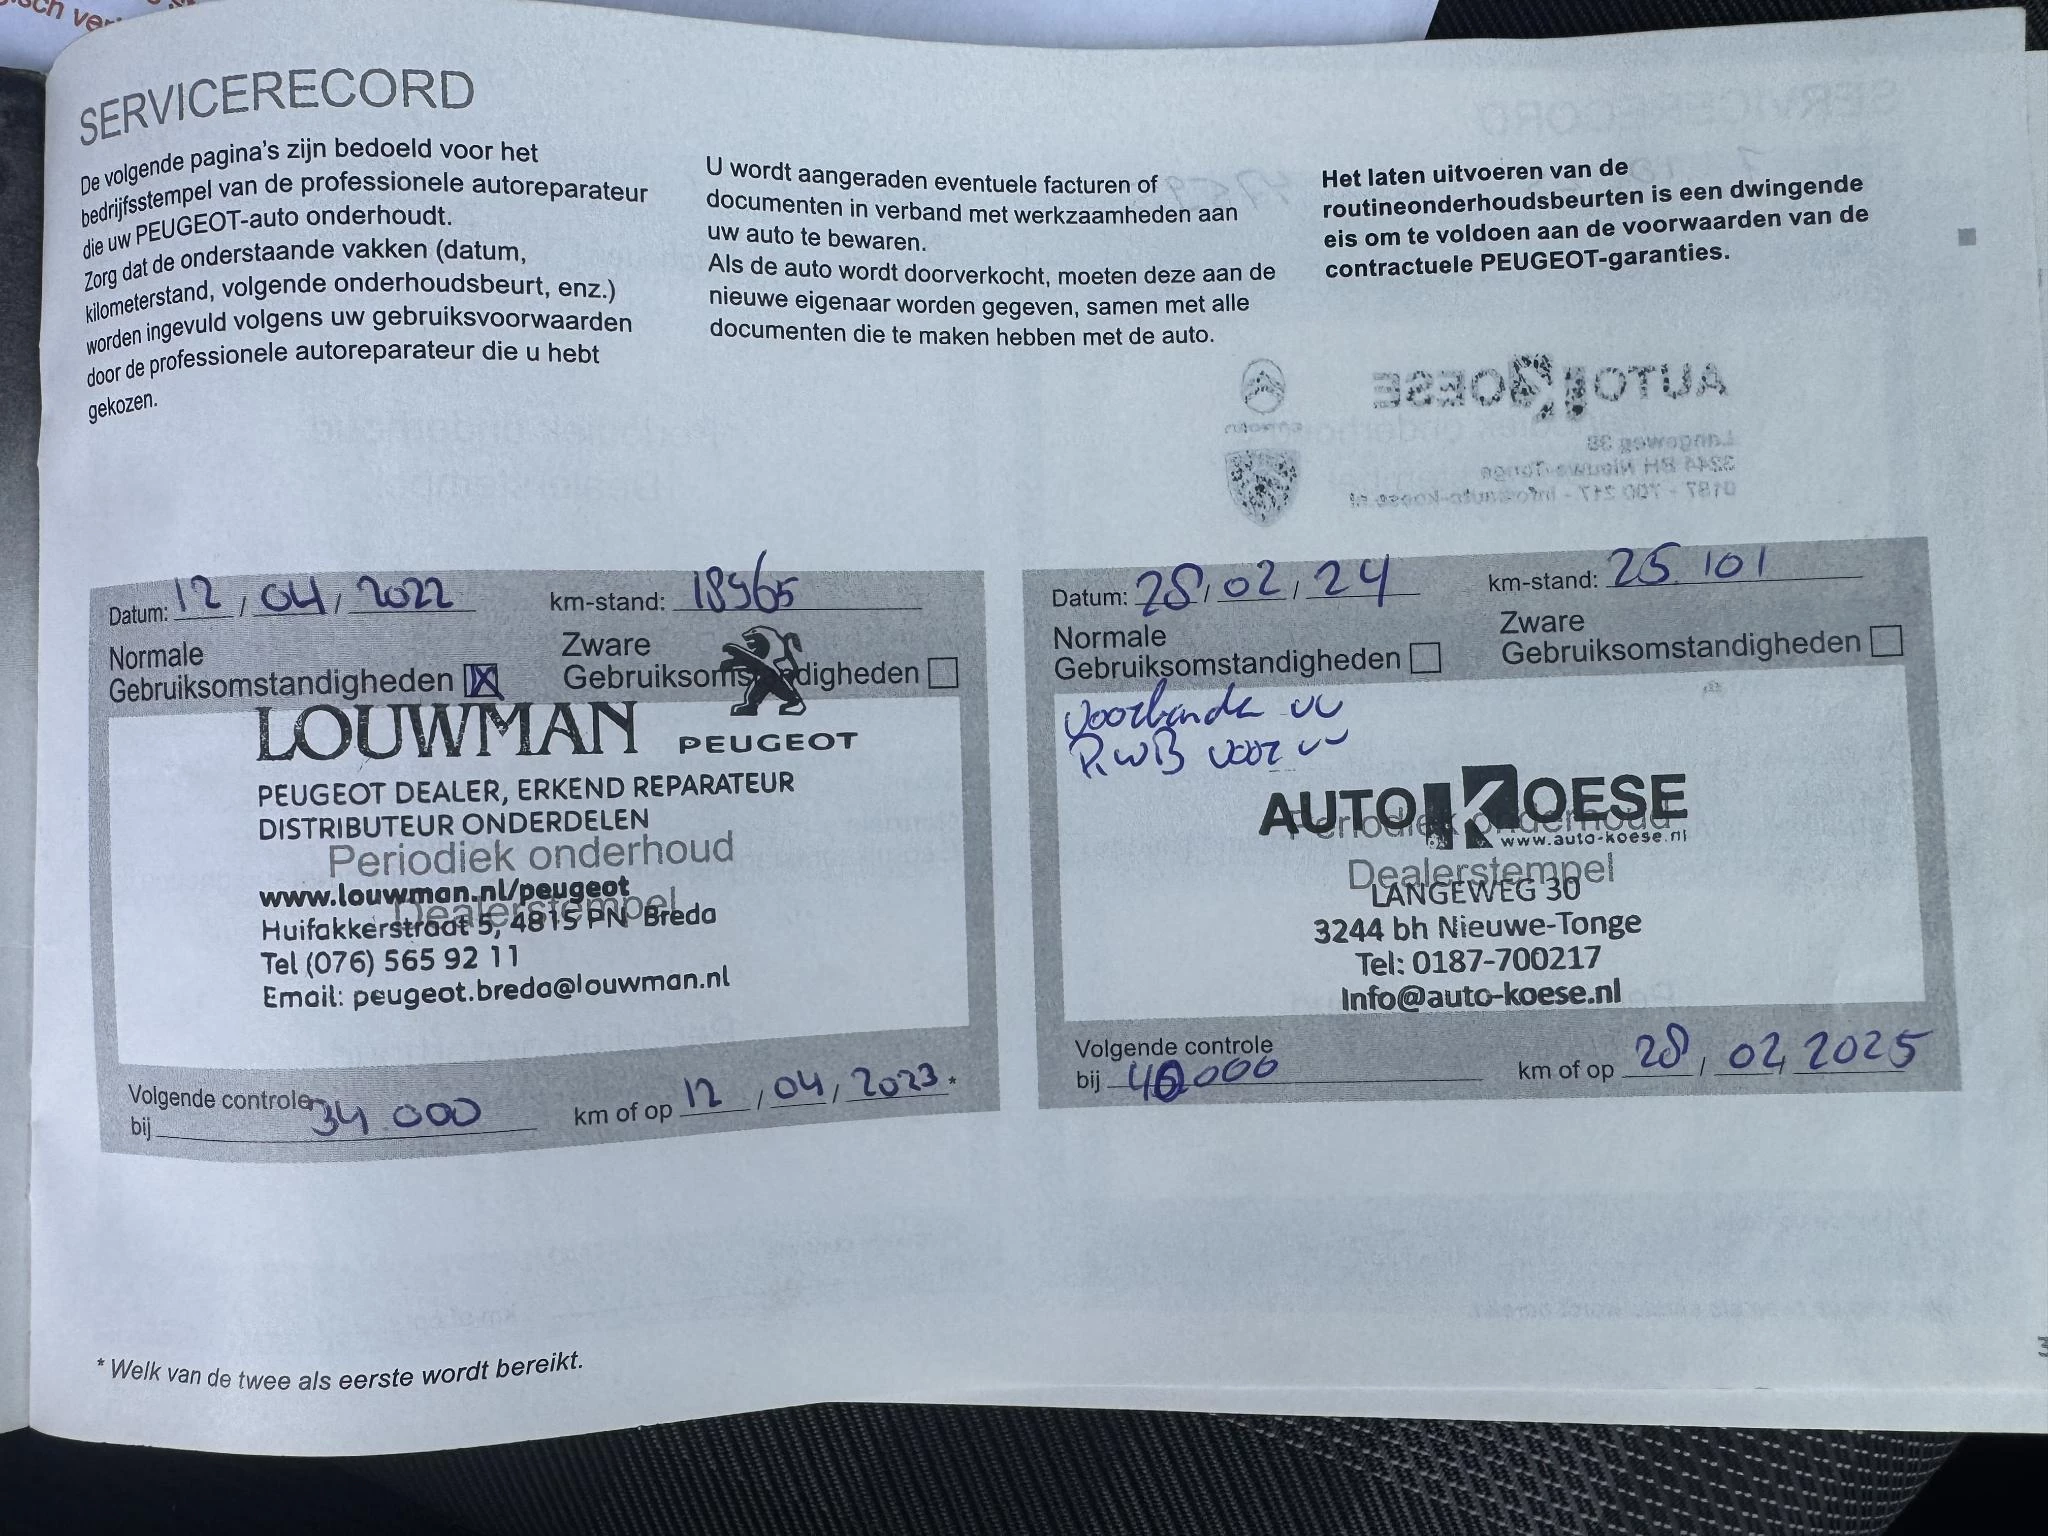 SERVICERECORD
De volgende pagina's zijn bedoeld voor het
bedrijfsstempel van de professionele autoreparateur
die uw PEUGEOT-auto onderhoudt.
Zorg dat de onderstaande vakken (datum,
kilometerstand, volgende onderhoudsbeurt, enz.)
worden ingevuld volgens uw gebruiksvoorwaarden
door de professionele autoreparateur die u hebt
gekozen.
U wordt aangeraden eventuele facturen of
documenten in verband met werkzaamheden aan
uw auto te bewaren.
Als de auto wordt doorverkocht, moeten deze aan de
nieuwe eigenaar worden gegeven, samen met alle
documenten die te maken hebben met de auto.
Het laten uitvoeren van de
routineonderhoudsbeurten is een dwingende
eis om te voldoen aan de voorwaarden van de
contractuele PEUGEOT-garanties.
Datum: 12 / 04 / 2022 km-stand: 18965
Normale
Gebruiksomstandigheden
Zware
Gebruiksomstandigheden
LOUWMAN PEUGEOT
PEUGEOT DEALER, ERKEND REPARATEUR
DISTRIBUTEUR ONDERDELEN
Periodiek onderhoud
www.louwman.nl/peugeot
Dealerstempel
Huifakkerstraat 5, 4815 PN Breda
Tel (076) 565 92 11
Email: peugeot.breda@louwman.nl
Volgende controle
bij 34 000 km of op 12 / 04 / 2023 *
Datum: 28 / 02 / 24 km-stand: 25 101
Normale
Gebruiksomstandigheden
Zware
Gebruiksomstandigheden
R.W.B voor
AUTO KOESE
Periodiek onderhoud
www.auto-koese.nl
Dealerstempel
LANGEWEG 30
3244 bh Nieuwe-Tonge
Tel: 0187-700217
Info@auto-koese.nl
Volgende controle
bij 40000 km of op 28 / 02 / 2025
* Welk van de twee als eerste wordt bereikt.